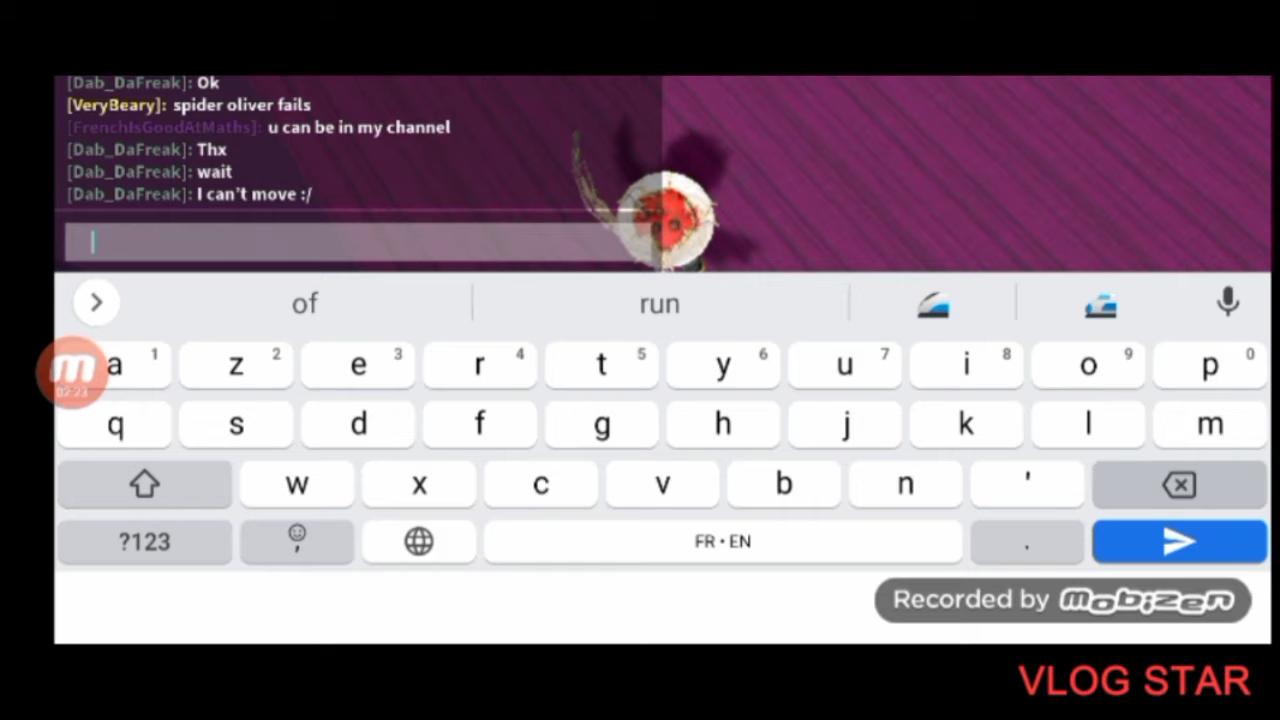 [Dab_DaFreak]: Ok
[VeryBeary]: spider oliver fails
[FrenchIsGoodAtMaths]: u can be in my channel
[Dab_DaFreak]: Thx
[Dab_DaFreak]: wait
[Dab_DaFreak]: I can't move :/
of run
a 1 z 2 e 3 r 4 t 5 y 6 u 7 i 8 o 9 p 0
02:23
q s d f g h j k l m
w x c v b n '
?123 , FR • EN .
Recorded by mobizen
VLOG STAR